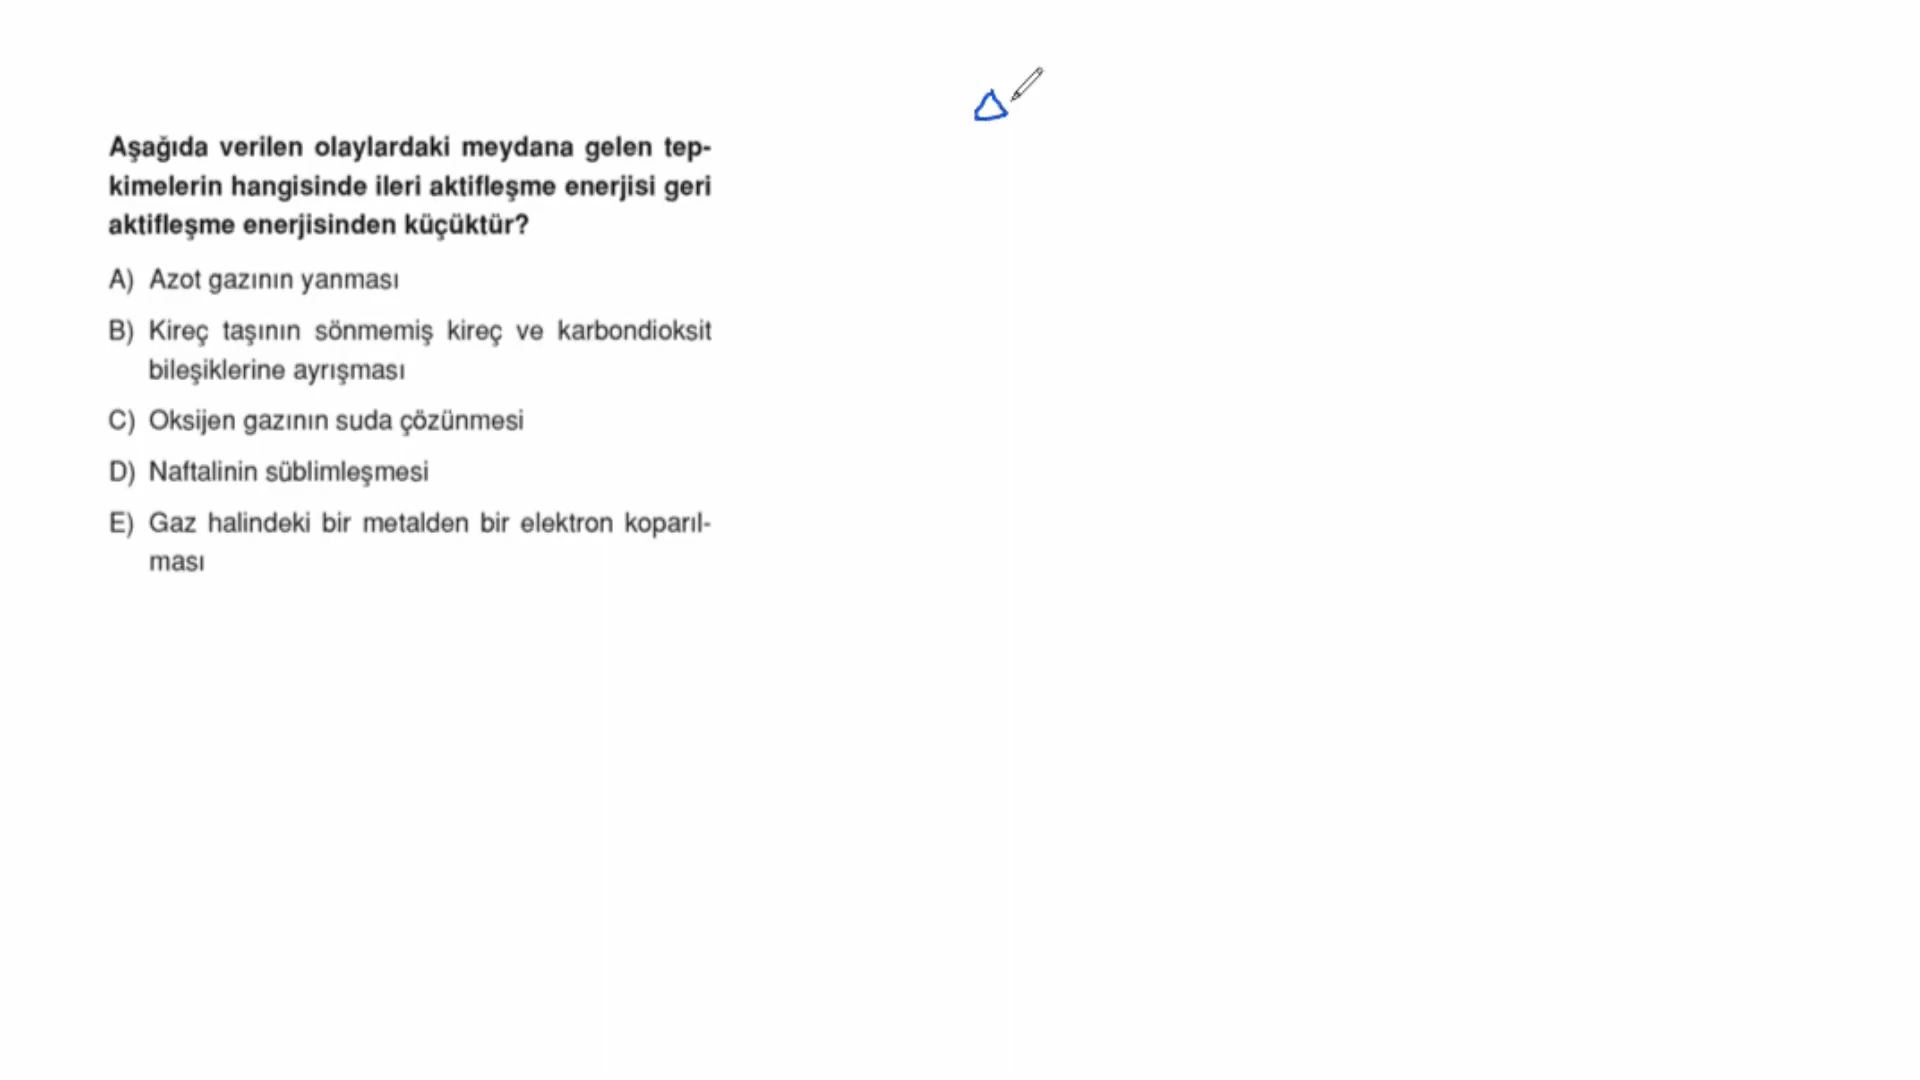 Aşağıda verilen olaylardaki meydana gelen tep-
kimelerin hangisinde ileri aktifleşme enerjisi geri
aktifleşme enerjisinden küçüktür?
A) Azot gazının yanması
B) Kireç taşının sönmemiş kireç ve karbondioksit
bileşiklerine ayrışması
C) Oksijen gazının suda çözünmesi
D) Naftalinin süblimleşmesi
E) Gaz halindeki bir metalden bir elektron koparıl-
ması